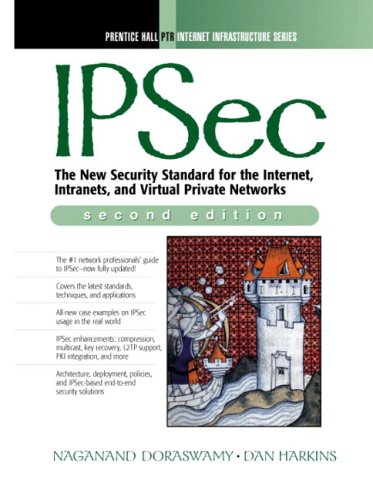 PRENTICE HALL PTR INTERNET INFRASTRUCTURE SERIES
IPSec
The New Security Standard for the Internet,
Intranets, and Virtual Private Networks
second edition
The #1 network professionals' guide
to IPSec—now fully updated!
Covers the latest standards,
techniques, and applications
All-new case examples on IPSec
usage in the real world
IPSec enhancements: compression,
multicast, key recovery, L2TP support,
PKI integration, and more
Architecture, deployment, policies,
and IPSec-based end-to-end
security solutions
NAGANAND DORASWAMY • DAN HARKINS